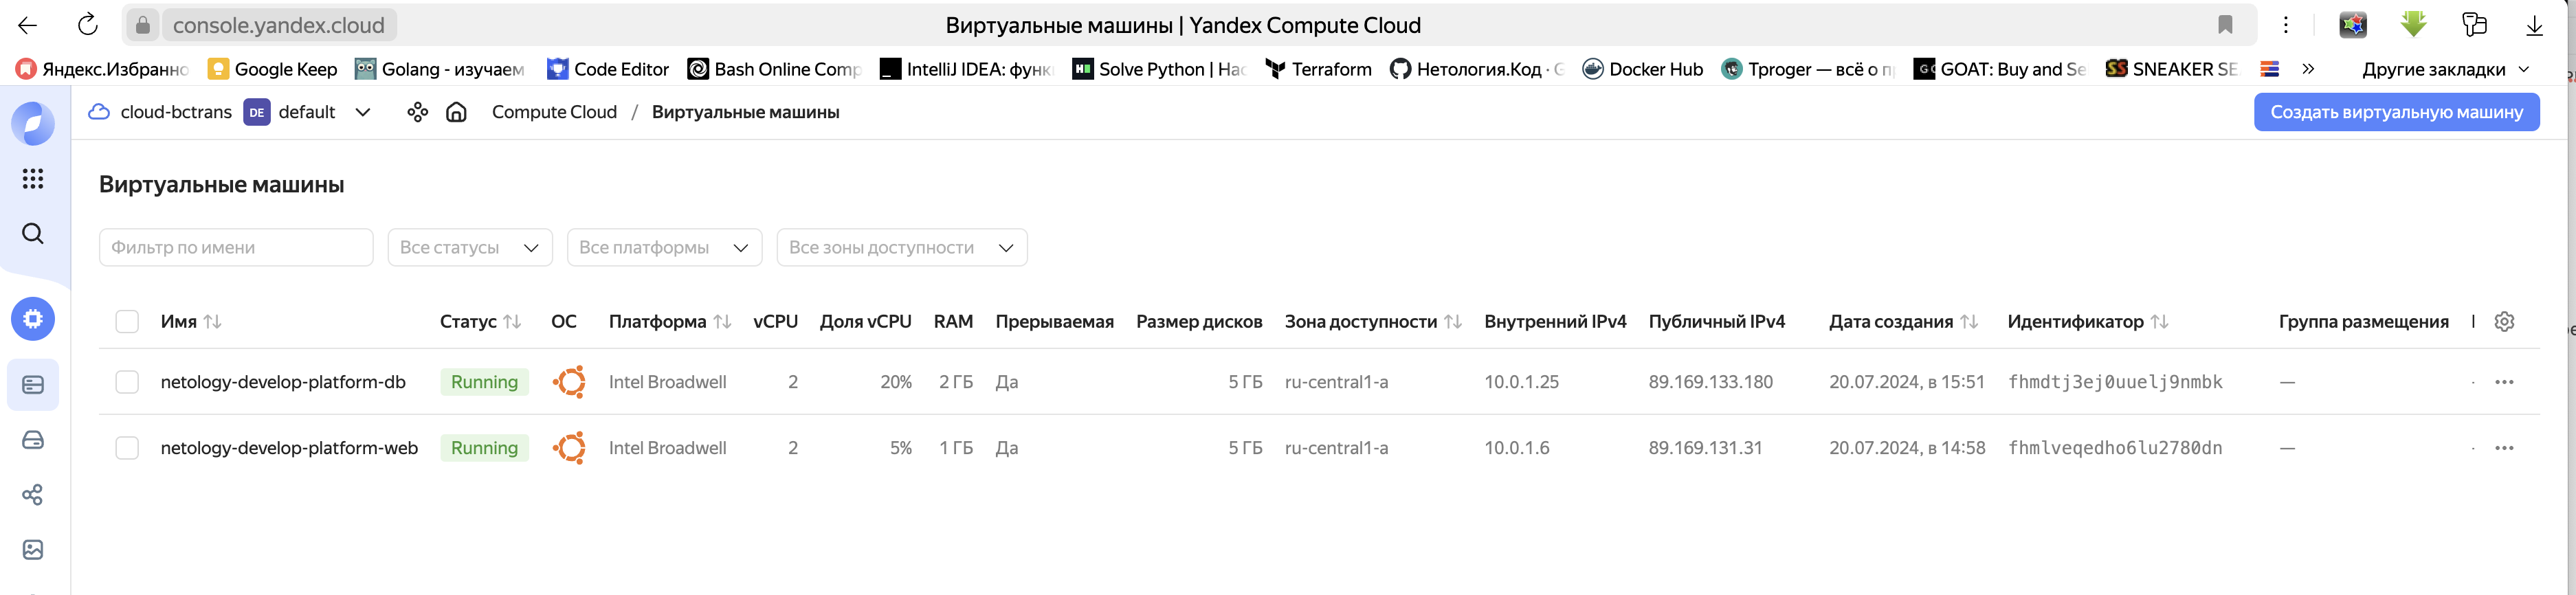 console.yandex.cloud Виртуальные машины | Yandex Compute Cloud
Яндекс.Избранно Google Keep Golang - изучаем Code Editor Bash Online Comp IntelliJ IDEA: функ Solve Python | Hac Terraform Нетология.Код · G Docker Hub Tproger — всё о п GOAT: Buy and Se SNEAKER SE Другие закладки
cloud-bctrans DE default Compute Cloud / Виртуальные машины Создать виртуальную машину
Виртуальные машины
Фильтр по имени Все статусы Все платформы Все зоны доступности
Имя Статус ОС Платформа vCPU Доля vCPU RAM Прерываемая Размер дисков Зона доступности Внутренний IPv4 Публичный IPv4 Дата создания Идентификатор Группа размещения
netology-develop-platform-db Running Intel Broadwell 2 20% 2 ГБ Да 5 ГБ ru-central1-a 10.0.1.25 89.169.133.180 20.07.2024, в 15:51 fhmdtj3ej0uuelj9nmbk —
netology-develop-platform-web Running Intel Broadwell 2 5% 1 ГБ Да 5 ГБ ru-central1-a 10.0.1.6 89.169.131.31 20.07.2024, в 14:58 fhmlveqedho6lu2780dn —